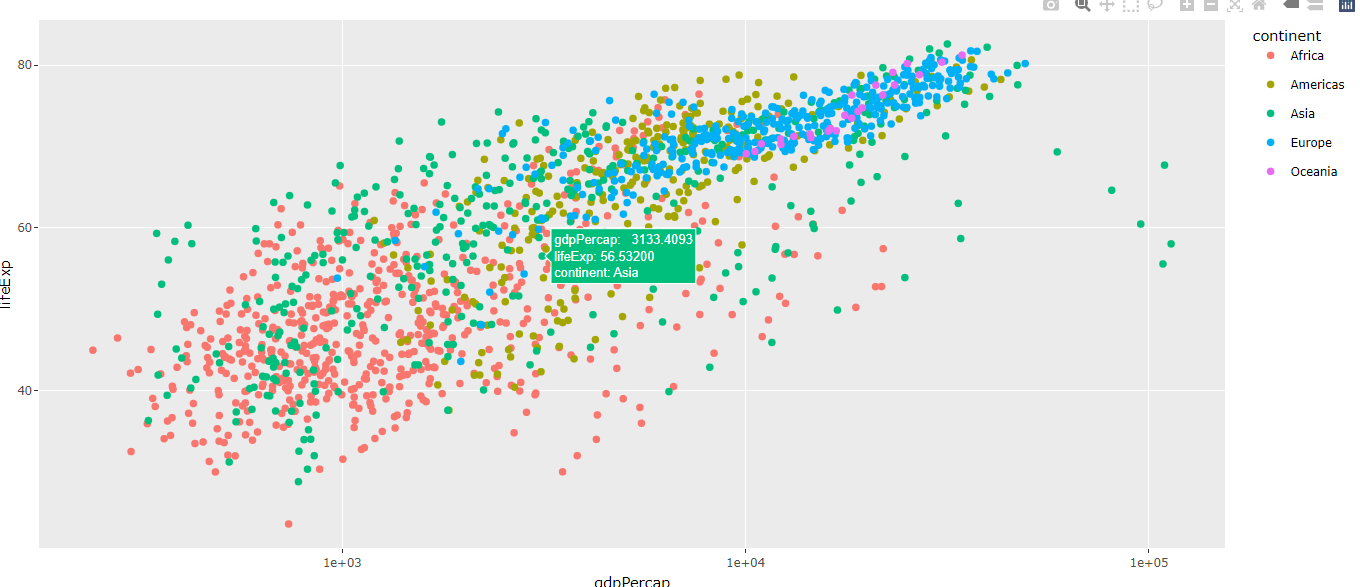 continent
Africa
Americas
Asia
Europe
Oceania
80
60
40
lifeExp
gdpPercap: 3133.4093
lifeExp: 56.53200
continent: Asia
1e+03
1e+04
1e+05
gdpPercap